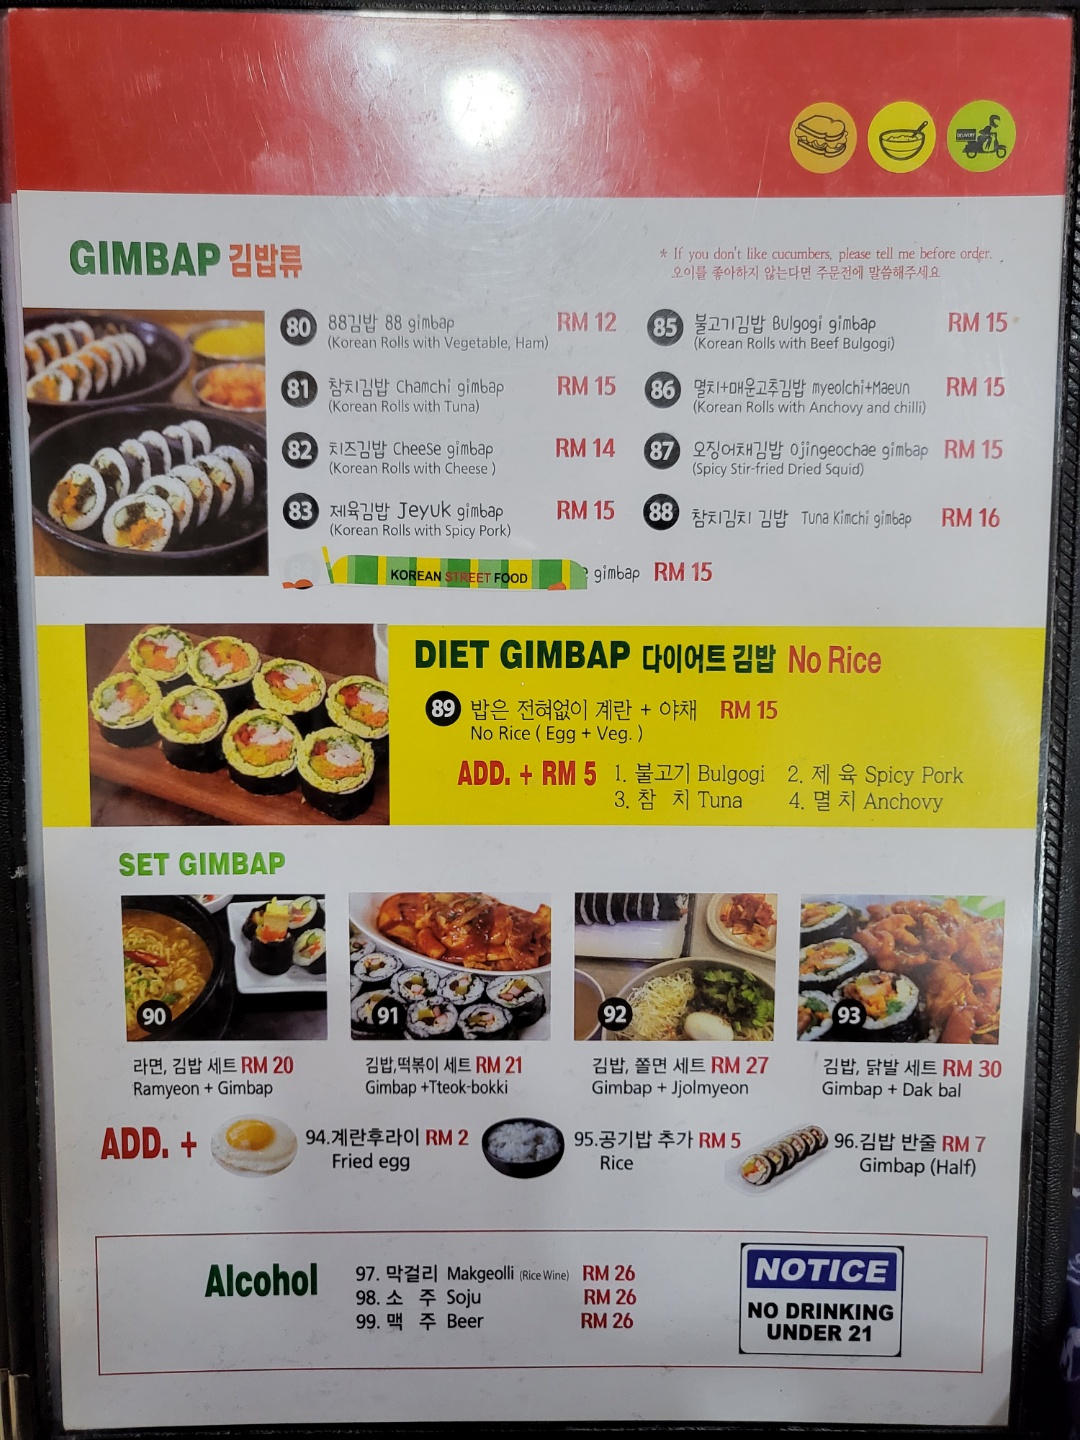 DELIVERY
GIMBAP 김밥류
* If you don't like cucumbers, please tell me before order.
오이를 좋아하지 않는다면 주문전에 말씀해주세요
80 88김밥 88 gimbap RM 12
(Korean Rolls with Vegetable, Ham)
81 참치김밥 Chamchi gimbap RM 15
(Korean Rolls with Tuna)
82 치즈김밥 Cheese gimbap RM 14
(Korean Rolls with Cheese )
83 제육김밥 Jeyuk gimbap RM 15
(Korean Rolls with Spicy Pork)
KOREAN STREET FOOD gimbap RM 15
85 불고기김밥 Bulgogi gimbap RM 15
(Korean Rolls with Beef Bulgogi)
86 멸치+매운고추김밥 myeolchi+Maeun RM 15
(Korean Rolls with Anchovy and chilli)
87 오징어채김밥 ojingeochae gimbap RM 15
(Spicy Stir-fried Dried Squid)
88 참치김치 김밥 Tuna Kimchi gimbap RM 16
DIET GIMBAP 다이어트 김밥 No Rice
89 밥은 전혀없이 계란 + 야채 RM 15
No Rice ( Egg + Veg. )
ADD. + RM 5 1. 불고기 Bulgogi 2. 제 육 Spicy Pork
3. 참 치 Tuna 4. 멸 치 Anchovy
SET GIMBAP
90
라면, 김밥 세트 RM 20
Ramyeon + Gimbap
91
김밥,떡볶이 세트 RM 21
Gimbap +Tteok-bokki
92
김밥, 쫄면 세트 RM 27
Gimbap + Jjolmyeon
93
김밥, 닭발 세트 RM 30
Gimbap + Dak bal
ADD. +
94.계란후라이 RM 2
Fried egg
95.공기밥 추가 RM 5
Rice
96.김밥 반줄 RM 7
Gimbap (Half)
Alcohol
97. 막걸리 Makgeolli (Rice Wine) RM 26
98. 소 주 Soju RM 26
99. 맥 주 Beer RM 26
NOTICE
NO DRINKING
UNDER 21